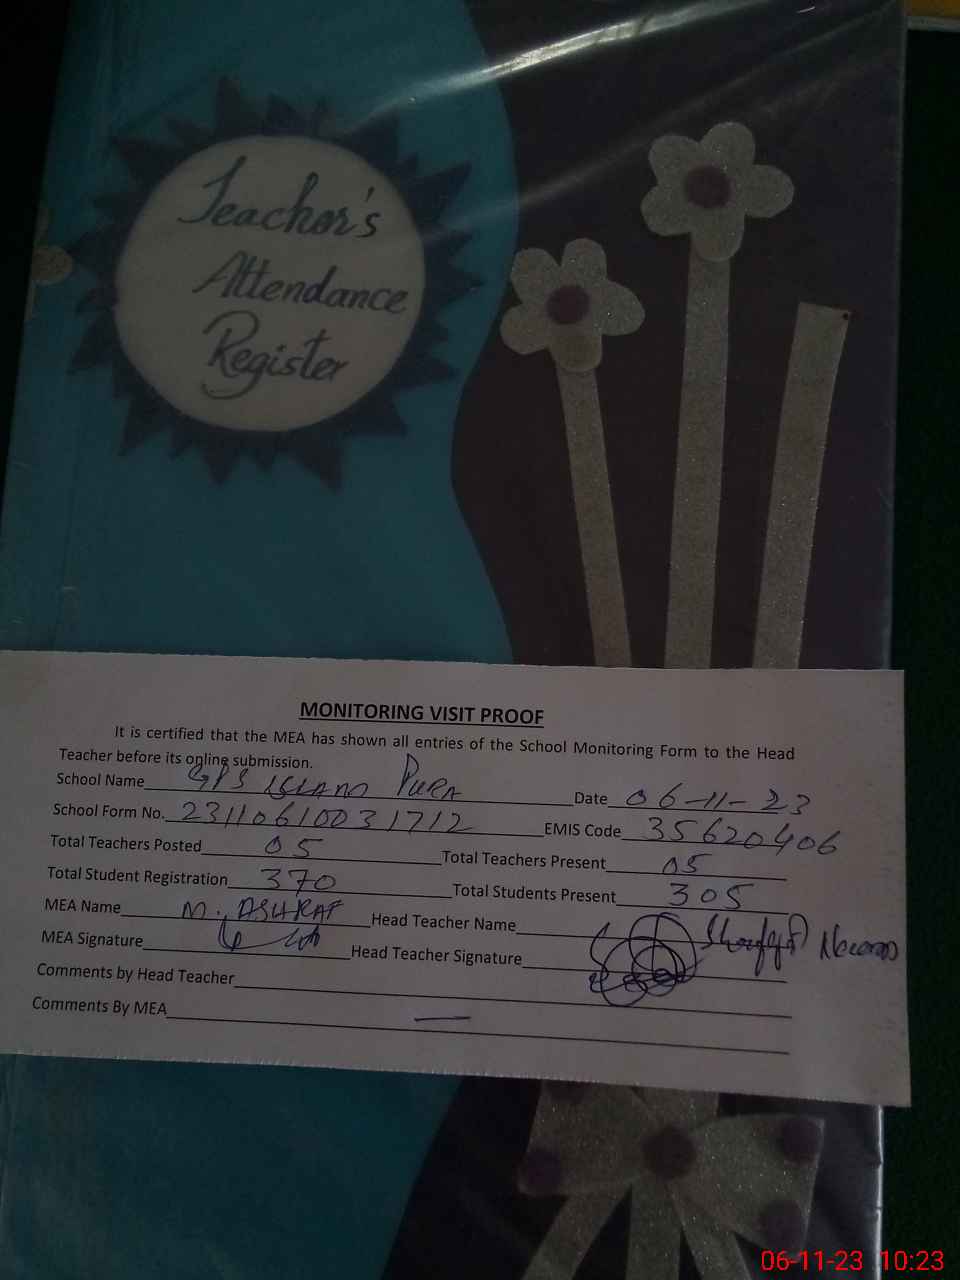 Teachor's
Attendance
Register
MONITORING VISIT PROOF
It is certified that the MEA has shown all entries of the School Monitoring Form to the Head
Teacher before its online submission.
School Name GPS ISLAM PURA Date 06-11-23
School Form No. 23110610031712 EMIS Code 35620406
Total Teachers Posted 05 Total Teachers Present 05
Total Student Registration 370 Total Students Present 305
MEA Name M. ASHRAF Head Teacher Name
MEA Signature Head Teacher Signature
Comments by Head Teacher
Comments By MEA —
06-11-23 10:23